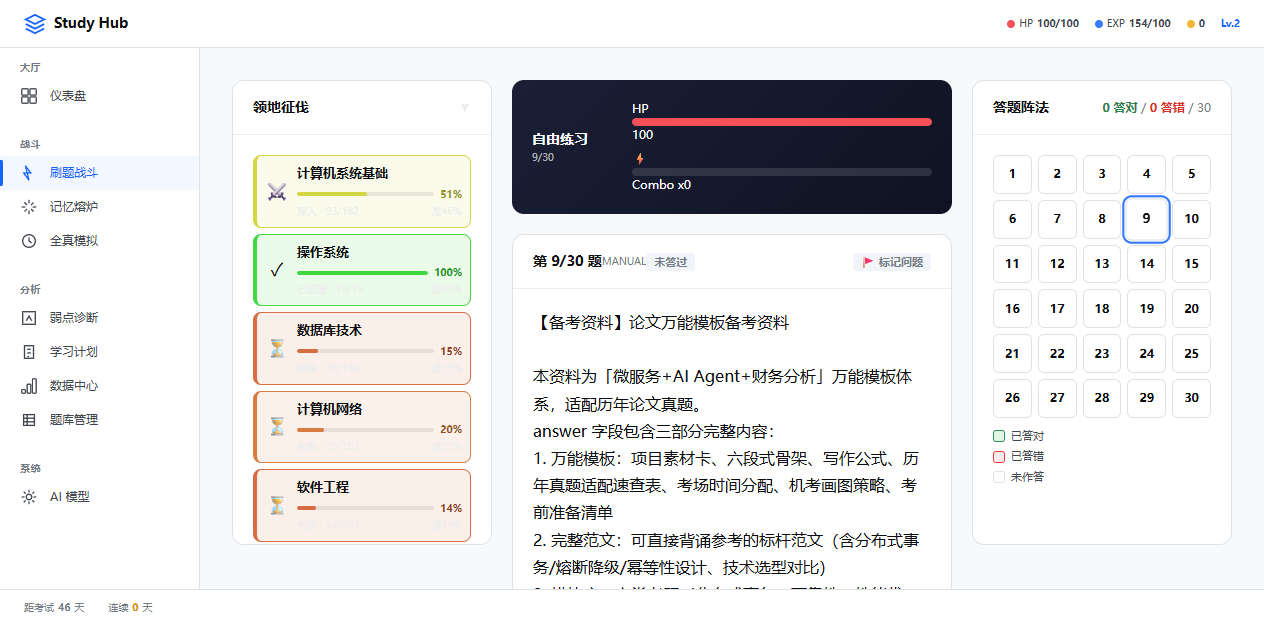 Study Hub
HP 100/100
EXP 154/100
0
Lv.2
大厅
仪表盘
战斗
刷题战斗
记忆熔炉
全真模拟
分析
弱点诊断
学习计划
数据中心
题库管理
系统
AI 模型
领地征伐
计算机系统基础
51%
深入 · 93/182
准46%
操作系统
100%
数据库技术
15%
计算机网络
20%
软件工程
14%
自由练习
9/30
HP
100
Combo x0
第 9/30 题 MANUAL 未答过
标记问题
【备考资料】论文万能模板备考资料
本资料为「微服务+AI Agent+财务分析」万能模板体
系，适配历年论文真题。
answer 字段包含三部分完整内容：
1. 万能模板：项目素材卡、六段式骨架、写作公式、历
年真题适配速查表、考场时间分配、机考画图策略、考
前准备清单
2. 完整范文：可直接背诵参考的标杆范文（含分布式事
务/熔断降级/幂等性设计、技术选型对比）
答题阵法
0 答对 / 0 答错 / 30
1 2 3 4 5
6 7 8 9 10
11 12 13 14 15
16 17 18 19 20
21 22 23 24 25
26 27 28 29 30
已答对
已答错
未作答
距考试 46 天
连续 0 天